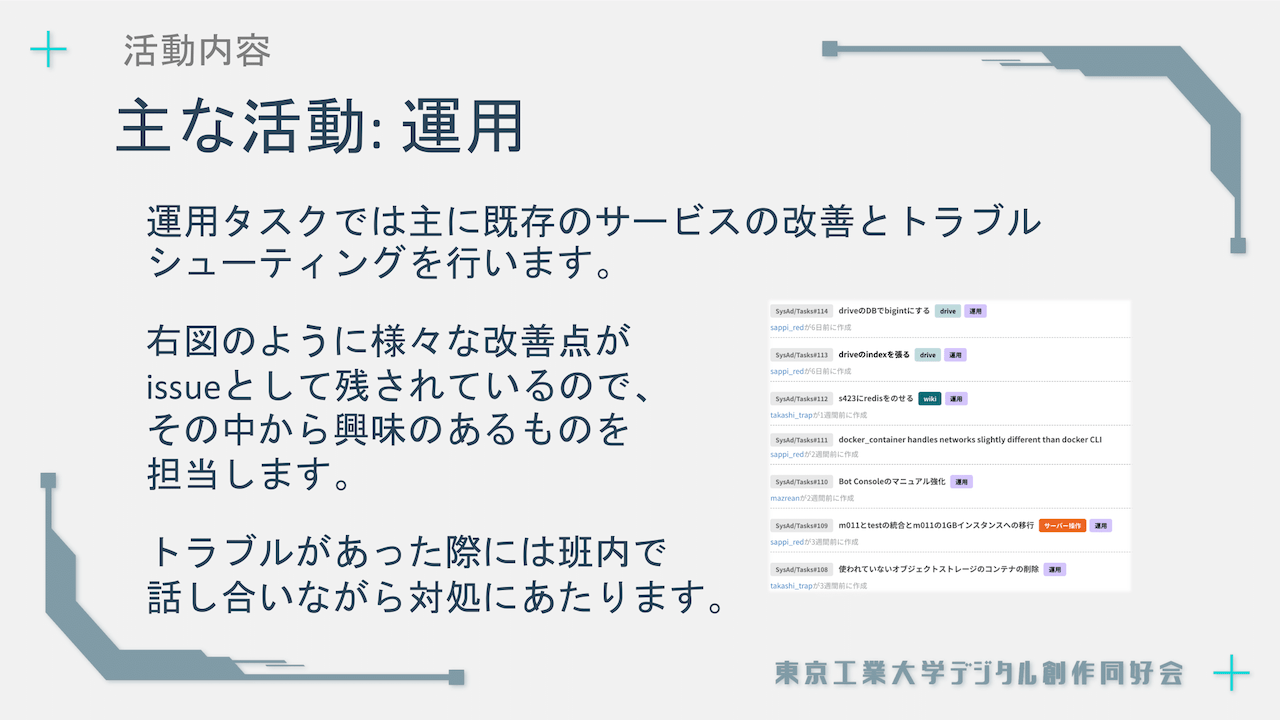 活動内容
主な活動: 運用
運用タスクでは主に既存のサービスの改善とトラブル
シューティングを行います。
右図のように様々な改善点が
issueとして残されているので、
その中から興味のあるものを
担当します。
トラブルがあった際には班内で
話し合いながら対処にあたります。
SysAd/Tasks#114 driveのDBでbigintにする drive 運用
sappi_redが6日前に作成
SysAd/Tasks#113 driveのindexを張る drive 運用
sappi_redが6日前に作成
SysAd/Tasks#112 s423にredisをのせる wiki 運用
takashi_trapが1週間前に作成
SysAd/Tasks#111 docker_container handles networks slightly different than docker CLI
sappi_redが2週間前に作成
SysAd/Tasks#110 Bot Consoleのマニュアル強化 運用
mazreanが2週間前に作成
SysAd/Tasks#109 m011とtestの統合とm011の1GBインスタンスへの移行 サーバー操作 運用
sappi_redが3週間前に作成
SysAd/Tasks#108 使われていないオブジェクトストレージのコンテナの削除 運用
takashi_trapが3週間前に作成
東京工業大学デジタル創作同好会